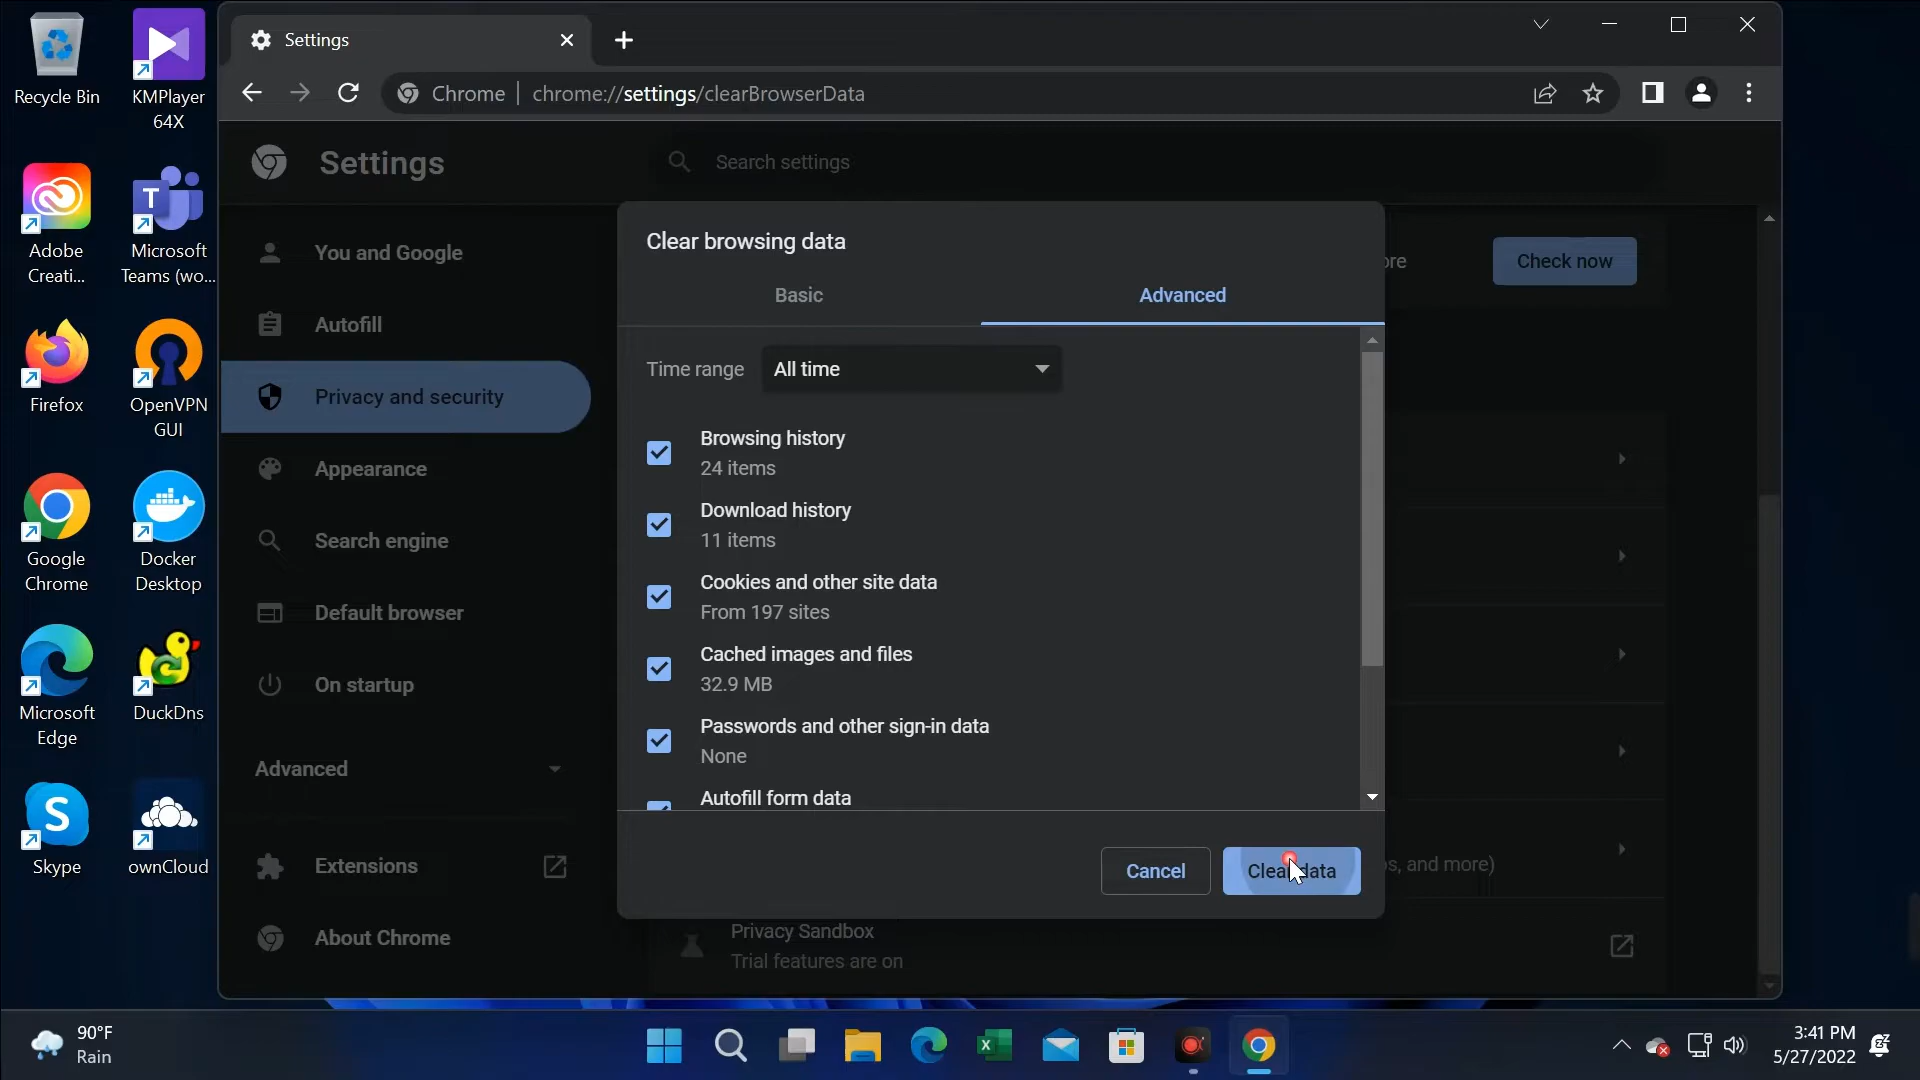 Recycle Bin
KMPlayer
64X
Adobe
Creati...
Microsoft
Teams (wo...
Firefox
OpenVPN
GUI
Google
Chrome
Docker
Desktop
Microsoft
Edge
DuckDns
Skype
ownCloud
Settings
Chrome
chrome://settings/clearBrowserData
Settings
Search settings
You and Google
Autofill
Privacy and security
Appearance
Search engine
Default browser
On startup
Advanced
Extensions
About Chrome
Check now
Clear browsing data
Basic
Advanced
Time range
All time
Browsing history
24 items
Download history
11 items
Cookies and other site data
From 197 sites
Cached images and files
32.9 MB
Passwords and other sign-in data
None
Autofill form data
Cancel
Clear data
and more)
Privacy Sandbox
Trial features are on
90°F
Rain
3:41 PM
5/27/2022